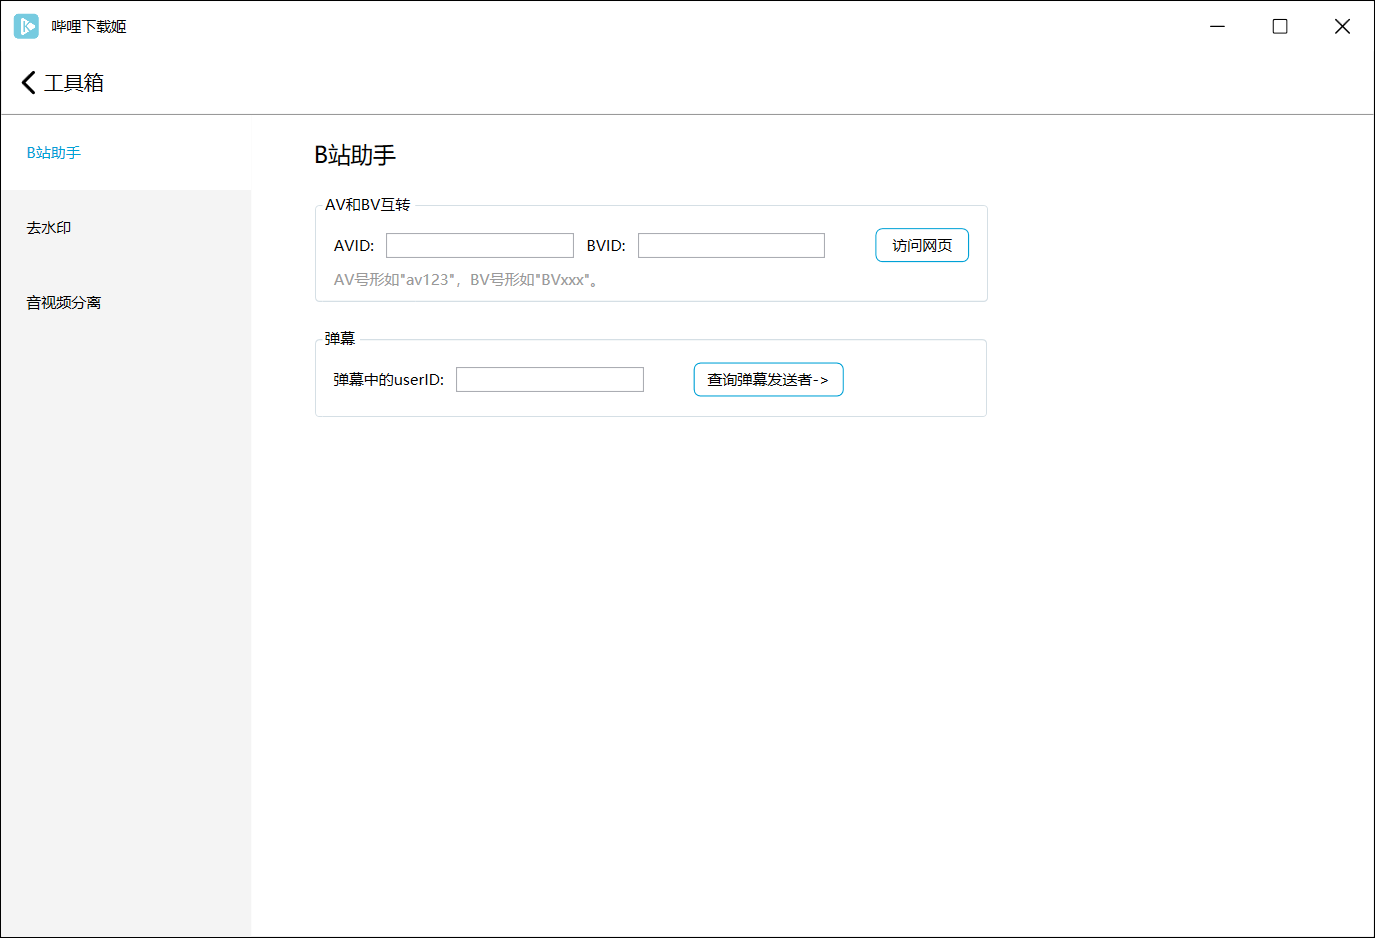 哔哩下载姬
工具箱
B站助手
去水印
音视频分离
B站助手
AV和BV互转
AVID: BVID: 访问网页
AV号形如"av123"，BV号形如"BVxxx"。
弹幕
弹幕中的userID: 查询弹幕发送者->